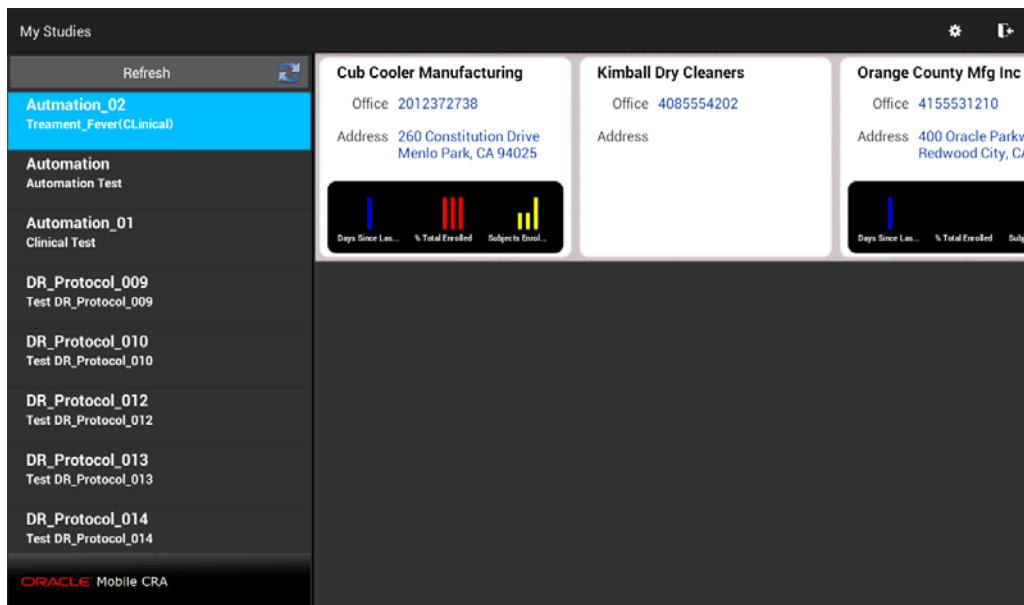 My Studies
Refresh
Autmation_02
Treament_Fever(CLinical)
Automation
Automation Test
Automation_01
Clinical Test
DR_Protocol_009
Test DR_Protocol_009
DR_Protocol_010
Test DR_Protocol_010
DR_Protocol_012
Test DR_Protocol_012
DR_Protocol_013
Test DR_Protocol_013
DR_Protocol_014
Test DR_Protocol_014
ORACLE Mobile CRA
Cub Cooler Manufacturing
Office 2012372738
Address 260 Constitution Drive
Menlo Park, CA 94025
Days Since Las... % Total Enrolled Subjects Enrol...
Kimball Dry Cleaners
Office 4085554202
Address
Orange County Mfg Inc
Office 4155531210
Address 400 Oracle Parkw
Redwood City, CA
Days Since Las... % Total Enrolled Subj